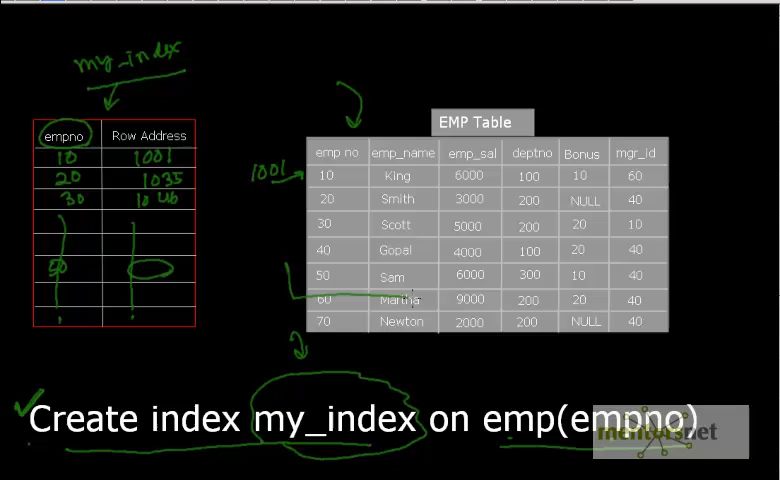 my_index
empno Row Address
10 1001
20 1035
30 1046
50
EMP Table
emp no emp_name emp_sal deptno Bonus mgr_id
1001
10 King 6000 100 10 60
20 Smith 3000 200 NULL 40
30 Scott 5000 200 20 10
40 Gopal 4000 100 20 40
50 Sam 6000 300 10 40
60 Martha 9000 200 20 40
70 Newton 2000 200 NULL 40
Create index my_index on emp(empno)
mentorsnet